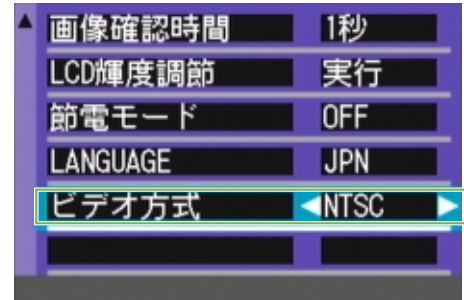 画像確認時間 1秒
LCD輝度調節 実行
節電モード OFF
LANGUAGE JPN
ビデオ方式 NTSC